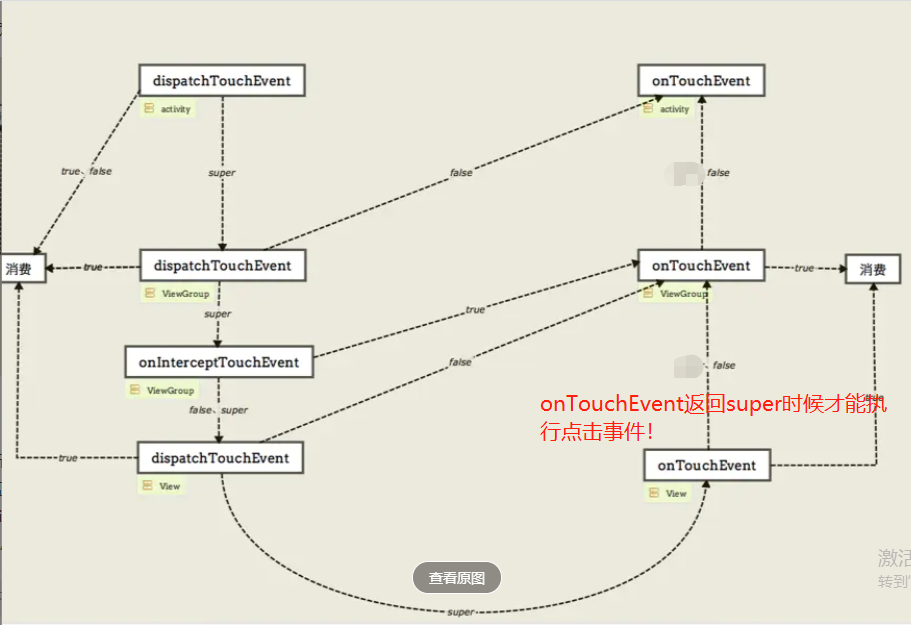 dispatchTouchEvent
onTouchEvent
activity
activity
true、false
super
false
false
消费
true
dispatchTouchEvent
onTouchEvent
true
消费
ViewGroup
ViewGroup
super
true
onInterceptTouchEvent
false
false
ViewGroup
false、super
onTouchEvent返回super时候才能执
行点击事件！
true
dispatchTouchEvent
onTouchEvent
true
View
View
查看原图
super
激活
转到